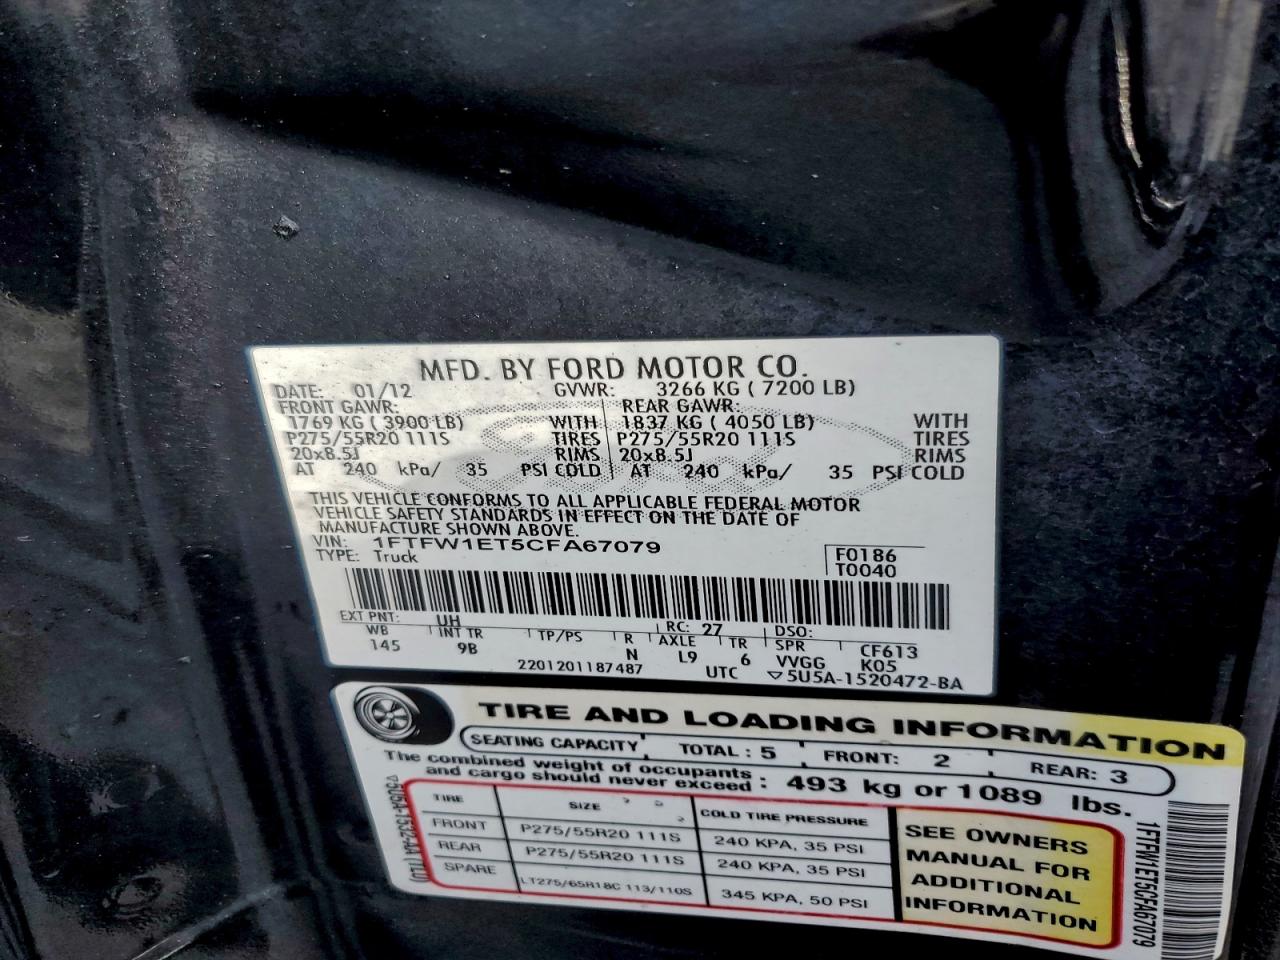 MFD. BY FORD MOTOR CO.
DATE: 01/12 GVWR: 3266 KG ( 7200 LB)
FRONT GAWR: REAR GAWR:
1769 KG ( 3900 LB) WITH 1837 KG ( 4050 LB) WITH
P275/55R20 111S TIRES P275/55R20 111S TIRES
20x8.5J RIMS 20x8.5J RIMS
AT 240 kPa/ 35 PSI COLD AT 240 kPa/ 35 PSI COLD
THIS VEHICLE CONFORMS TO ALL APPLICABLE FEDERAL MOTOR
VEHICLE SAFETY STANDARDS IN EFFECT ON THE DATE OF
MANUFACTURE SHOWN ABOVE.
VIN: 1FTFW1ET5CFA67079
TYPE: Truck
F0186
T0040
EXT PNT: UH RC: 27 DSO:
WB INT TR TP/PS R AXLE TR SPR CF613
145 9B N L9 6 VVGG K05
2201201187487 UTC ▽5U5A-1520472-BA
TIRE AND LOADING INFORMATION
SEATING CAPACITY TOTAL : 5 FRONT: 2 REAR: 3
The combined weight of occupants
and cargo should never exceed : 493 kg or 1089 lbs.
TIRE SIZE COLD TIRE PRESSURE
FRONT P275/55R20 111S 240 KPA, 35 PSI
REAR P275/55R20 111S 240 KPA, 35 PSI
SPARE LT275/65R18C 113/110S 345 KPA, 50 PSI
SEE OWNERS
MANUAL FOR
ADDITIONAL
INFORMATION
1FTFW1ET5CFA67079